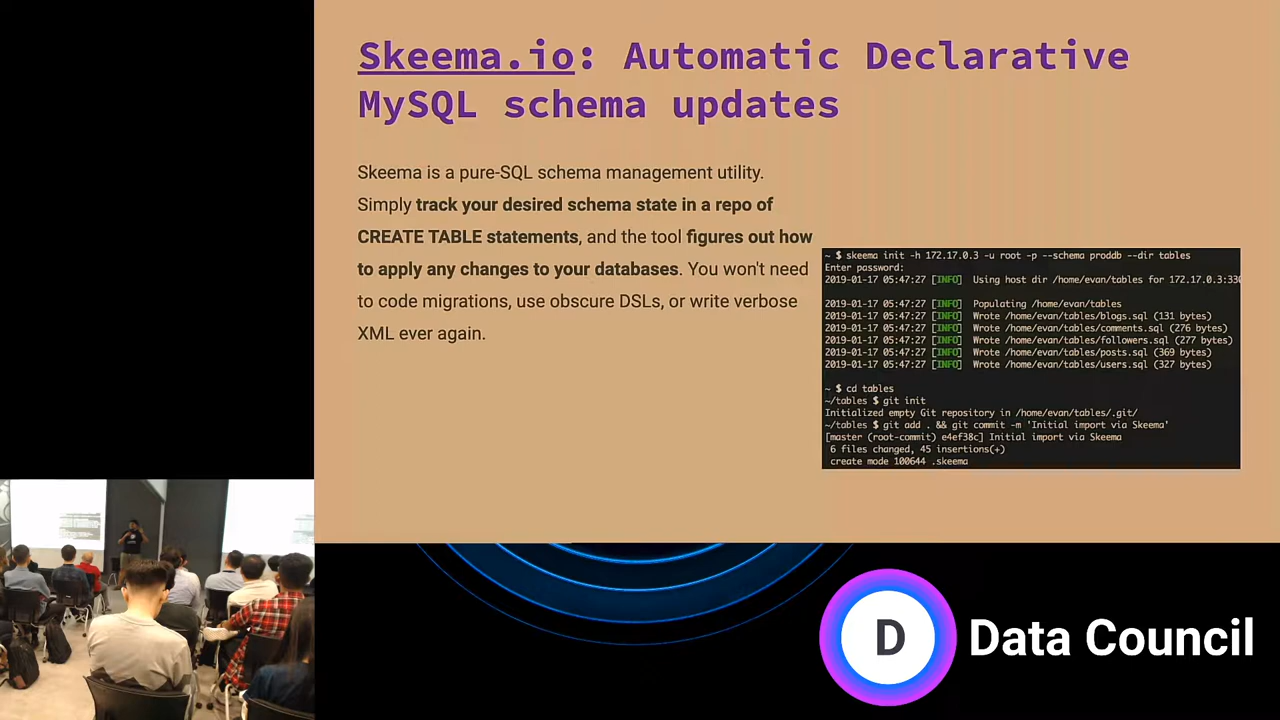 Skeema.io: Automatic Declarative
MySQL schema updates
Skeema is a pure-SQL schema management utility.
Simply track your desired schema state in a repo of
CREATE TABLE statements, and the tool figures out how
to apply any changes to your databases. You won't need
to code migrations, use obscure DSLs, or write verbose
XML ever again.
~ $ skeema init -h 172.17.0.3 -u root -p --schema proddb --dir tables
Enter password:
2019-01-17 05:47:27 [INFO]  Using host dir /home/evan/tables for 172.17.0.3:330
2019-01-17 05:47:27 [INFO]  Populating /home/evan/tables
2019-01-17 05:47:27 [INFO]  Wrote /home/evan/tables/blogs.sql (131 bytes)
2019-01-17 05:47:27 [INFO]  Wrote /home/evan/tables/comments.sql (276 bytes)
2019-01-17 05:47:27 [INFO]  Wrote /home/evan/tables/followers.sql (277 bytes)
2019-01-17 05:47:27 [INFO]  Wrote /home/evan/tables/posts.sql (369 bytes)
2019-01-17 05:47:27 [INFO]  Wrote /home/evan/tables/users.sql (327 bytes)
~ $ cd tables
~/tables $ git init
Initialized empty Git repository in /home/evan/tables/.git/
~/tables $ git add . && git commit -m 'Initial import via Skeema'
[master (root-commit) e4ef38c] Initial import via Skeema
6 files changed, 45 insertions(+)
create mode 100644 .skeema
D Data Council